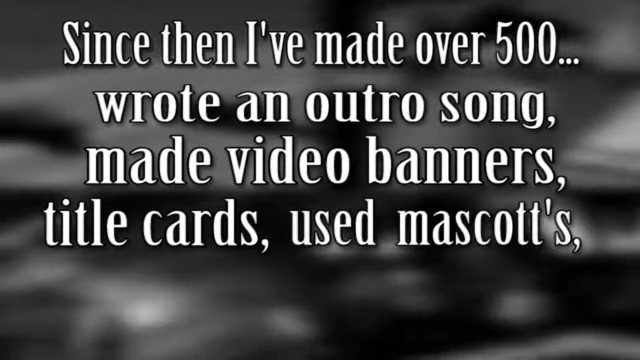 Since then I've made over 500...
wrote an outro song,
made video banners,
title cards, used mascott's,